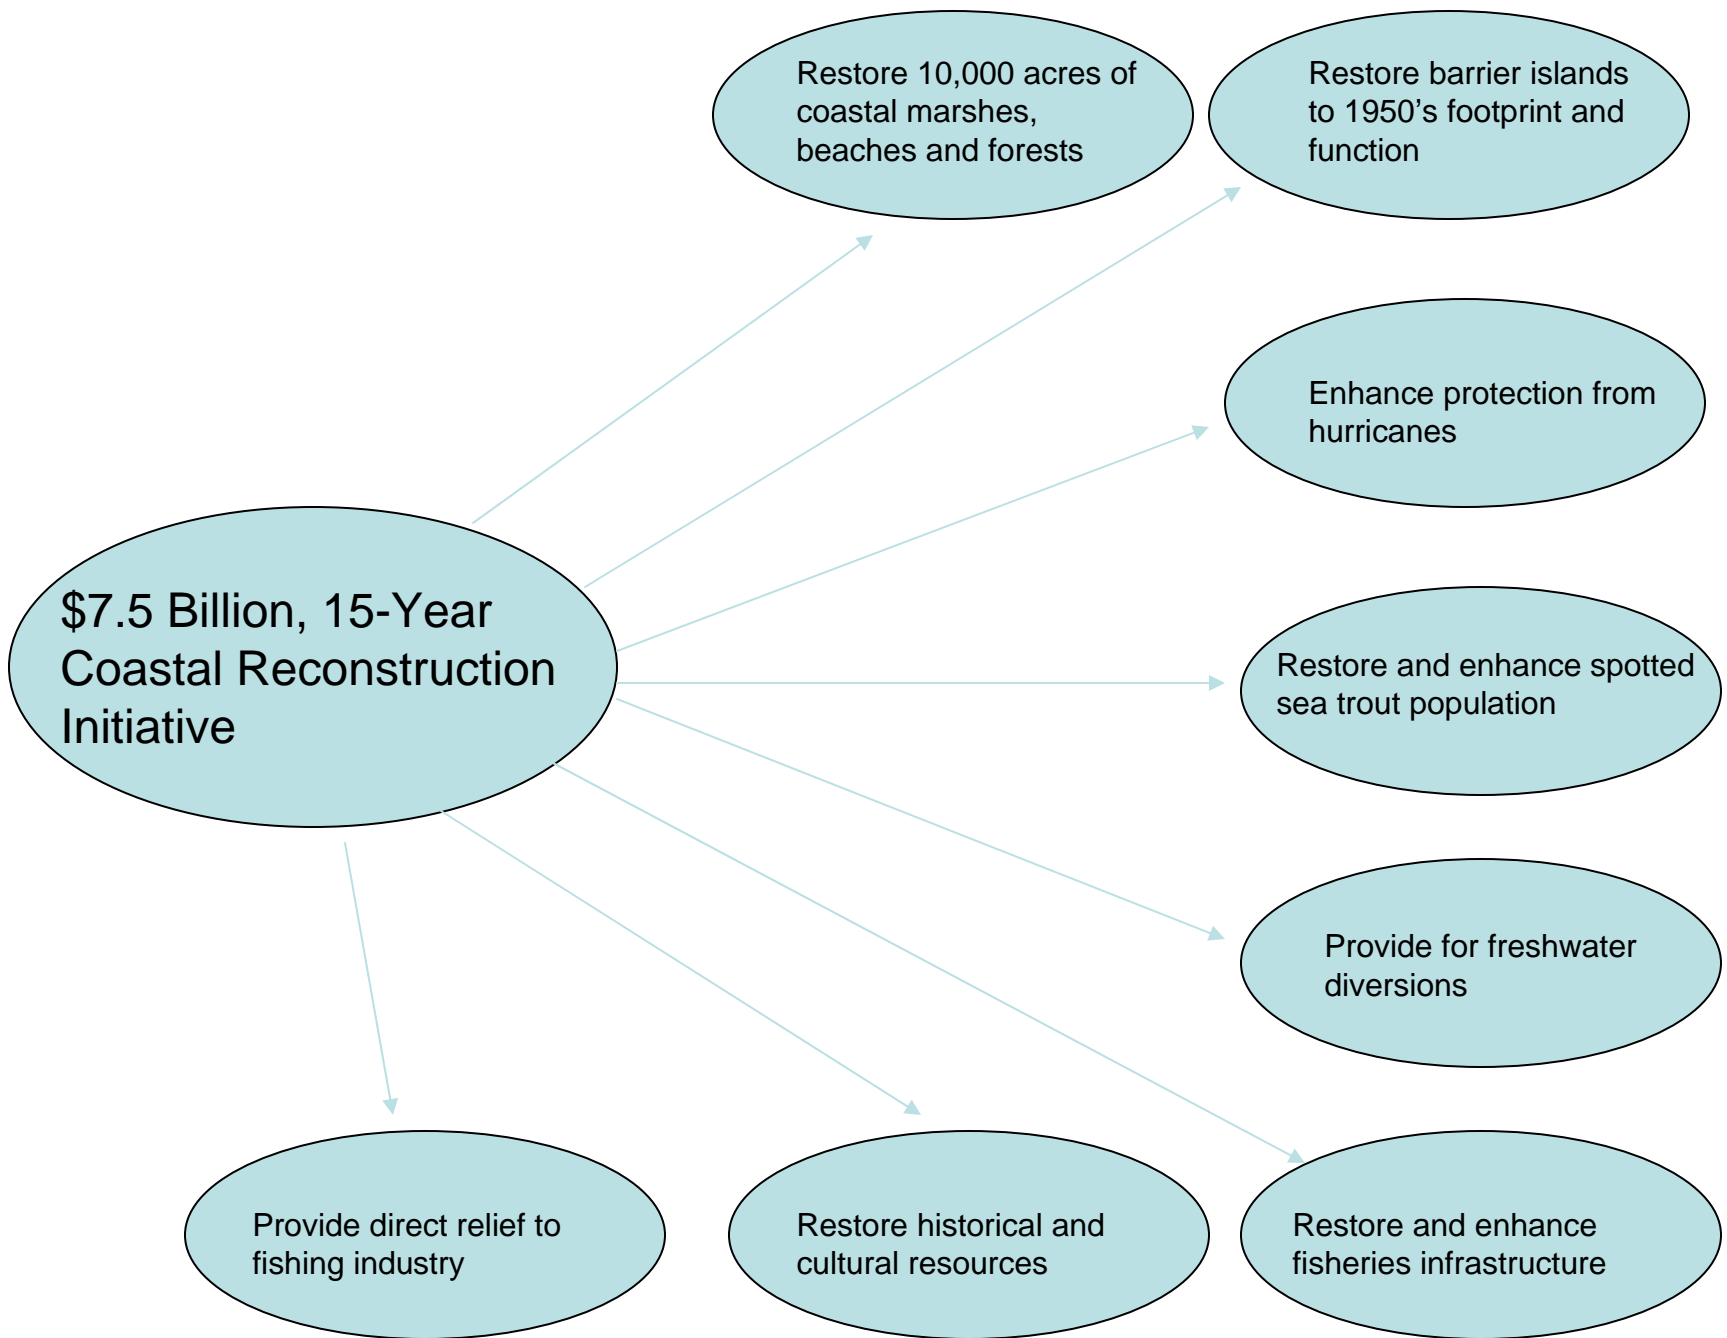 Restore 10,000 acres of
coastal marshes,
beaches and forests
Restore barrier islands
to 1950’s footprint and
function
Enhance protection from
hurricanes
$7.5 Billion, 15-Year
Coastal Reconstruction
Initiative
Restore and enhance spotted
sea trout population
Provide for freshwater
diversions
Provide direct relief to
fishing industry
Restore historical and
cultural resources
Restore and enhance
fisheries infrastructure